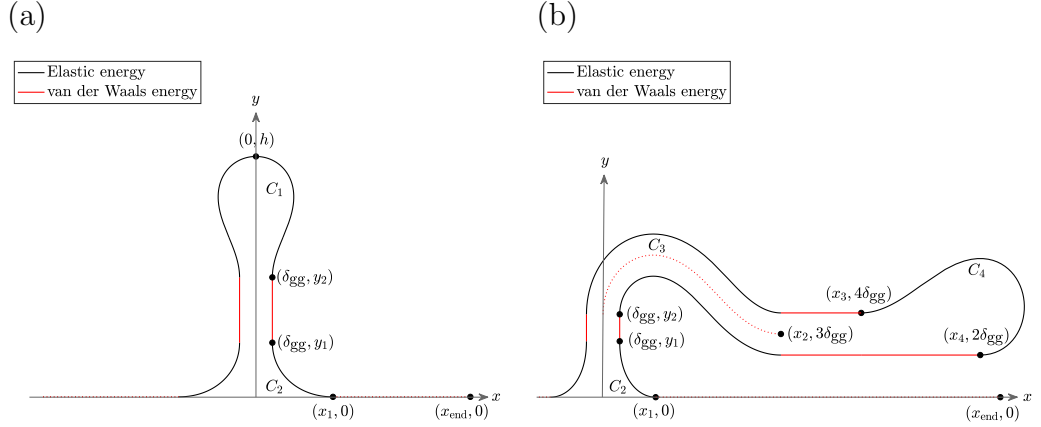 (a)
Elastic energy
van der Waals energy
y
(0, h)
C₁
(δgg, y₂)
(δgg, y₁)
C₂
x
(x₁, 0)
(xend, 0)
(b)
Elastic energy
van der Waals energy
y
C₃
C₄
(x₃, 4δgg)
(δgg, y₂)
(x₂, 3δgg)
(x₄, 2δgg)
(δgg, y₁)
C₂
x
(x₁, 0)
(xend, 0)